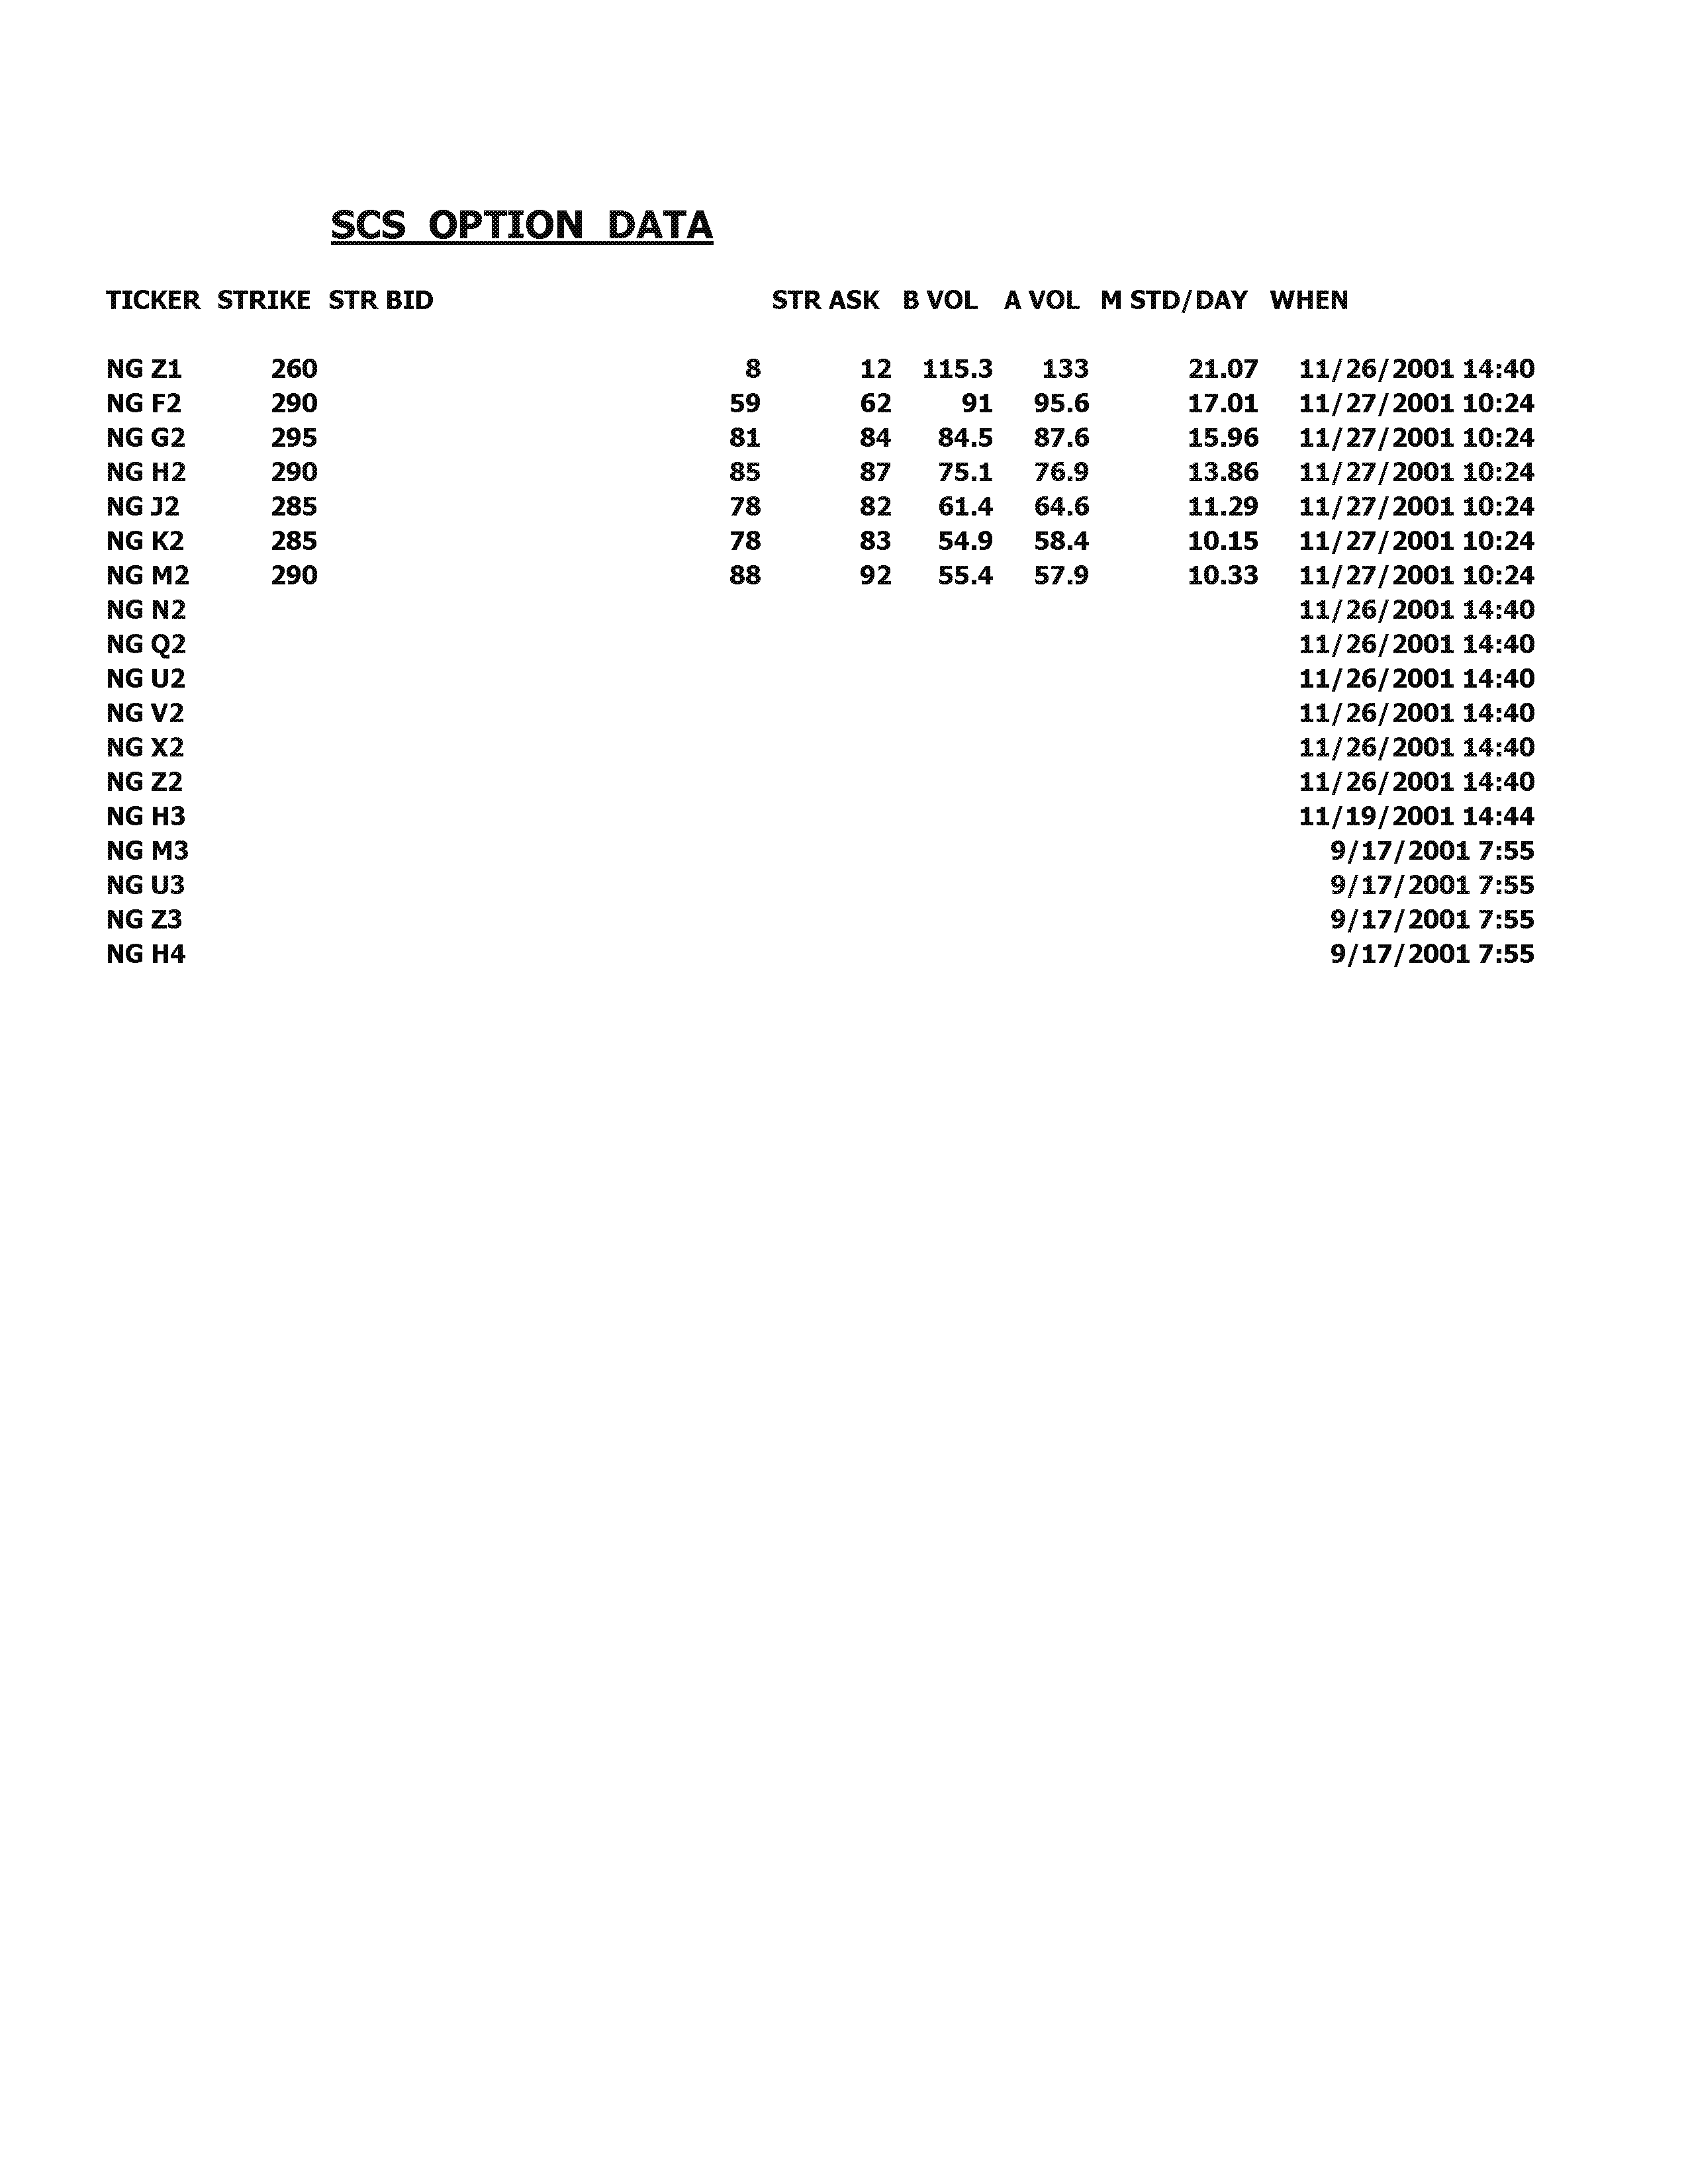 SCS OPTION DATA
TICKER STRIKE STR BID STR ASK B VOL A VOL M STD/DAY WHEN
NG Z1 260 8 12 115.3 133 21.07 11/26/2001 14:40
NG F2 290 59 62 91 95.6 17.01 11/27/2001 10:24
NG G2 295 81 84 84.5 87.6 15.96 11/27/2001 10:24
NG H2 290 85 87 75.1 76.9 13.86 11/27/2001 10:24
NG J2 285 78 82 61.4 64.6 11.29 11/27/2001 10:24
NG K2 285 78 83 54.9 58.4 10.15 11/27/2001 10:24
NG M2 290 88 92 55.4 57.9 10.33 11/27/2001 10:24
NG N2 11/26/2001 14:40
NG Q2 11/26/2001 14:40
NG U2 11/26/2001 14:40
NG V2 11/26/2001 14:40
NG X2 11/26/2001 14:40
NG Z2 11/26/2001 14:40
NG H3 11/19/2001 14:44
NG M3 9/17/2001 7:55
NG U3 9/17/2001 7:55
NG Z3 9/17/2001 7:55
NG H4 9/17/2001 7:55